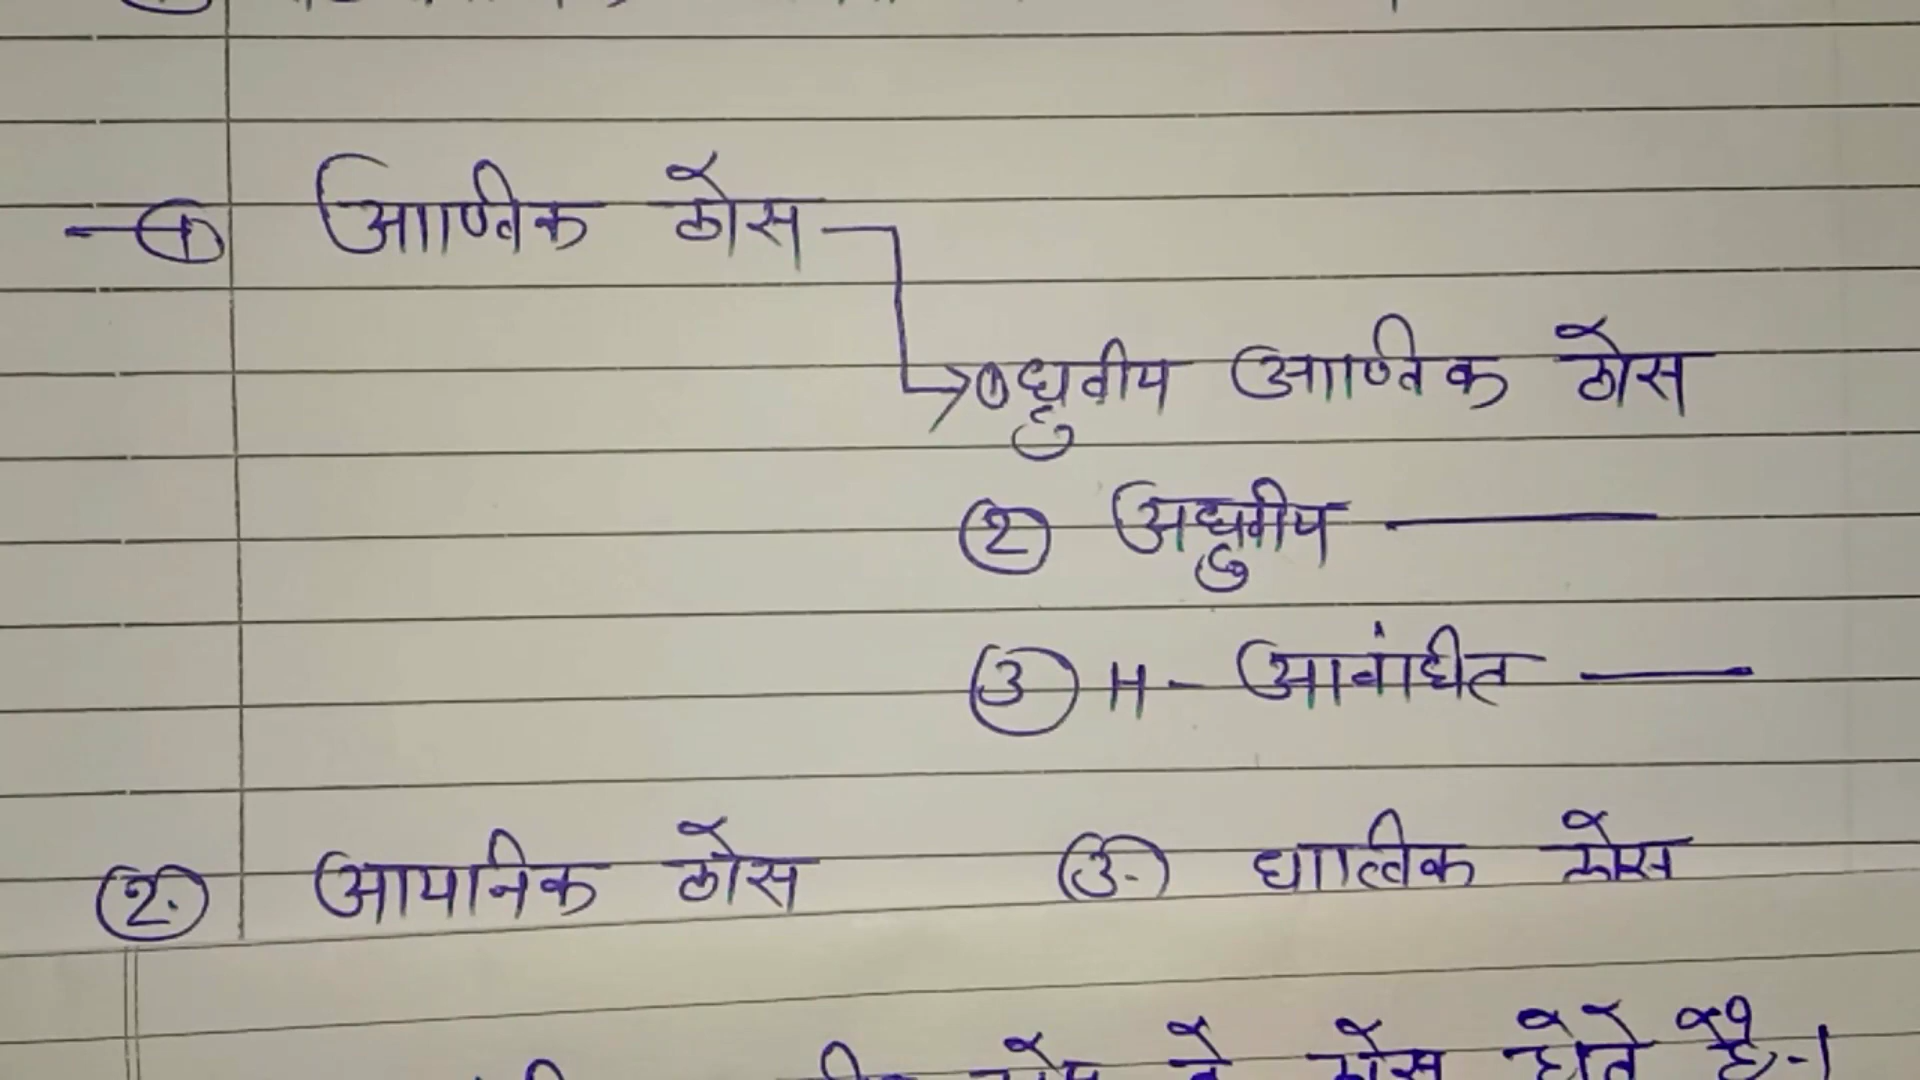 ① आण्विक ठोस
→① ध्रुवीय आण्विक ठोस
② अध्रुवीय ———
③ H - आबंधीत ———
②. आयनिक ठोस ③. धात्विक ठोस
ठोस होते है:-